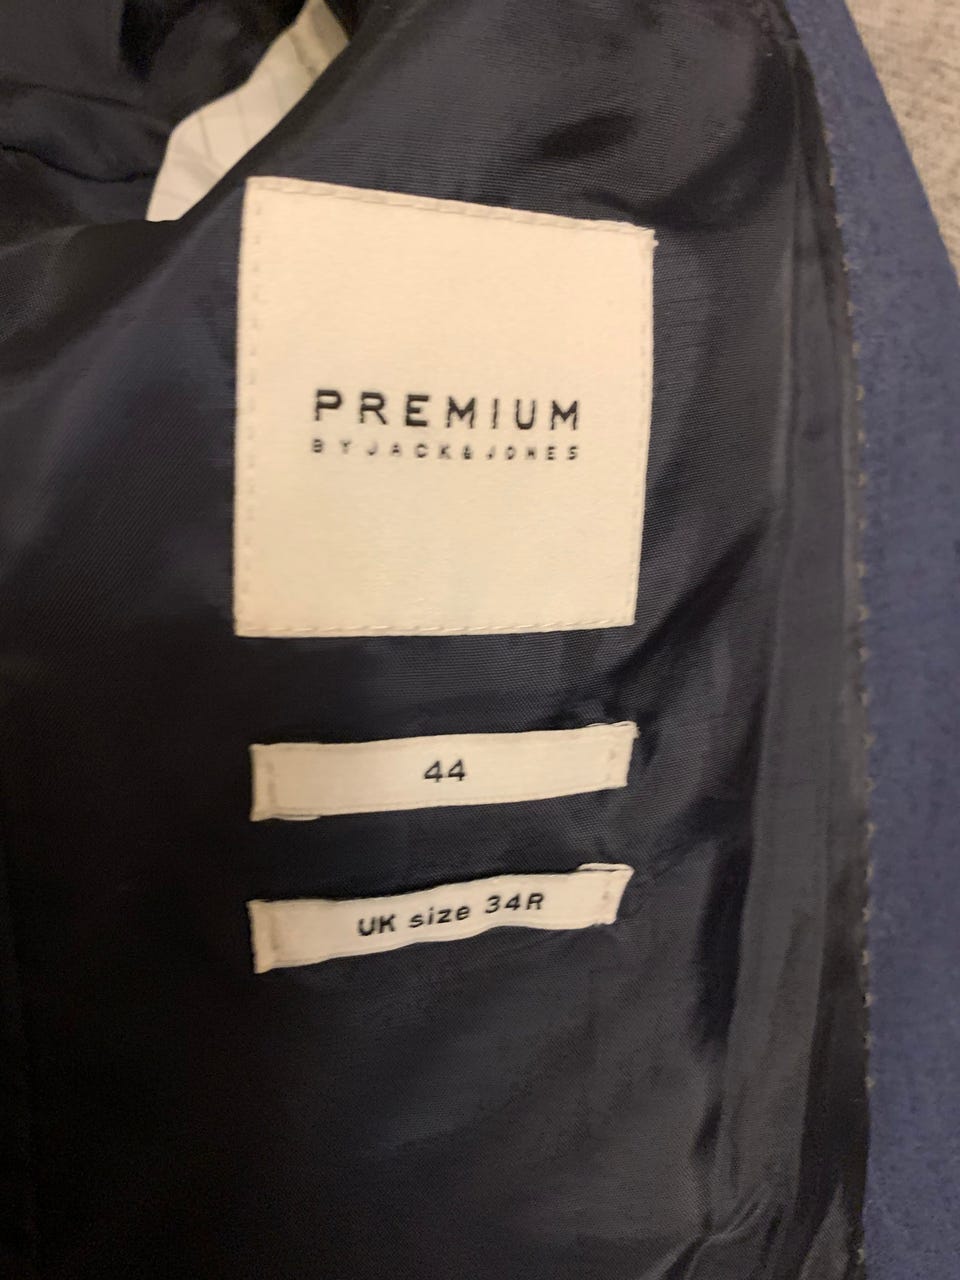 PREMIUM
BY JACK & JONES
44
UK size 34R